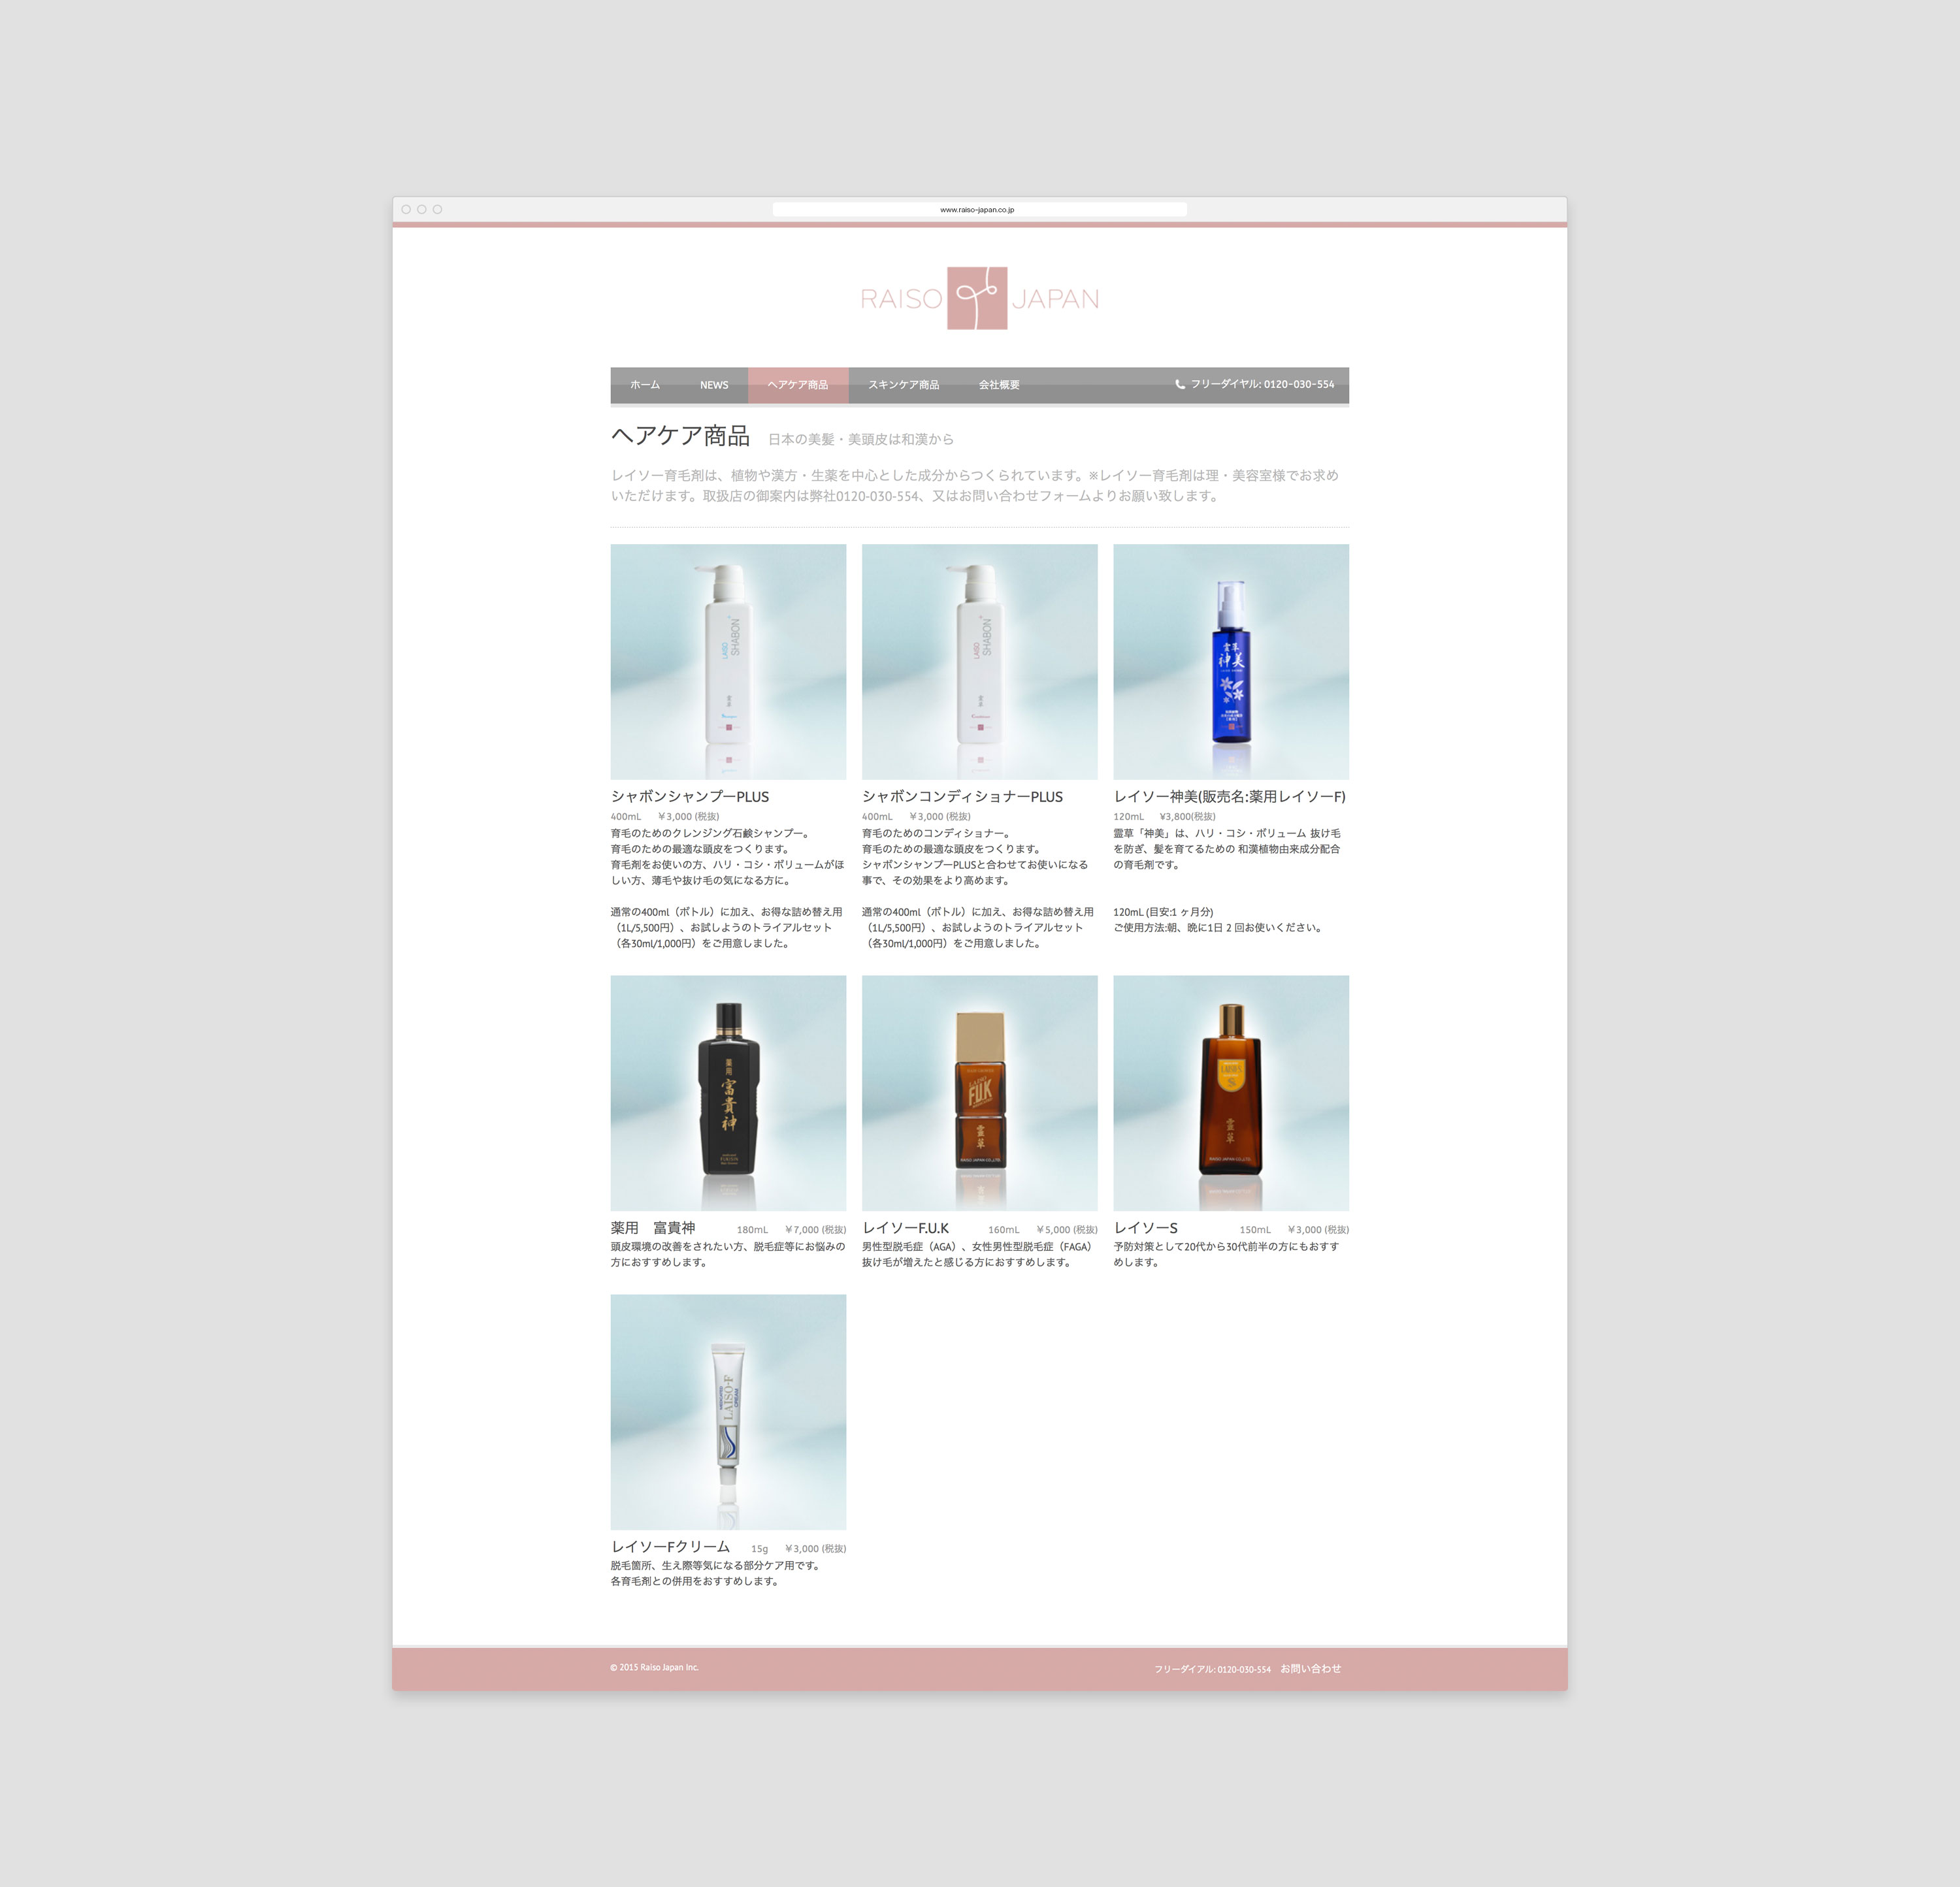 www.raiso-japan.co.jp
RAISO JAPAN
ホーム NEWS ヘアケア商品 スキンケア商品 会社概要 フリーダイヤル: 0120-030-554
ヘアケア商品 日本の美髪・美頭皮は和漢から
レイソー育毛剤は、植物や漢方・生薬を中心とした成分からつくられています。※レイソー育毛剤は理・美容室様でお求め
いただけます。取扱店の御案内は弊社0120-030-554、又はお問い合わせフォームよりお願い致します。
LAISO
SHABON
シャボンシャンプーPLUS
400mL ￥3,000 (税抜)
育毛のためのクレンジング石鹸シャンプー。
育毛のための最適な頭皮をつくります。
育毛剤をお使いの方、ハリ・コシ・ボリュームがほ
しい方、薄毛や抜け毛の気になる方に。
通常の400ml（ボトル）に加え、お得な詰め替え用
（1L/5,500円）、お試しようのトライアルセット
（各30ml/1,000円）をご用意しました。
LAISO
SHABON
シャボンコンディショナーPLUS
400mL ￥3,000 (税抜)
育毛のためのコンディショナー。
育毛のための最適な頭皮をつくります。
シャボンシャンプーPLUSと合わせてお使いになる
事で、その効果をより高めます。
通常の400ml（ボトル）に加え、お得な詰め替え用
（1L/5,500円）、お試しようのトライアルセット
（各30ml/1,000円）をご用意しました。
霊草
神美
レイソー神美(販売名:薬用レイソーF)
120mL ¥3,800(税抜)
霊草「神美」は、ハリ・コシ・ボリューム 抜け毛
を防ぎ、髪を育てるための 和漢植物由来成分配合
の育毛剤です。
120mL (目安:1 ヶ月分)
ご使用方法:朝、晩に1日 2 回お使いください。
薬用
富貴神
薬用　富貴神 180mL ￥7,000 (税抜)
頭皮環境の改善をされたい方、脱毛症等にお悩みの
方におすすめします。
LAISO
F.U.K
靈草
RAISO JAPAN CO.,LTD.
レイソーF.U.K 160mL ￥5,000 (税抜)
男性型脱毛症（AGA）、女性男性型脱毛症（FAGA）
抜け毛が増えたと感じる方におすすめします。
S
靈草
RAISO JAPAN CO.,LTD.
レイソーS 150mL ￥3,000 (税抜)
予防対策として20代から30代前半の方にもおすす
めします。
MEDICATED
LAISO-F
CREAM
レイソーFクリーム 15g ￥3,000 (税抜)
脱毛箇所、生え際等気になる部分ケア用です。
各育毛剤との併用をおすすめします。
© 2015 Raiso Japan Inc.
フリーダイアル: 0120-030-554 お問い合わせ